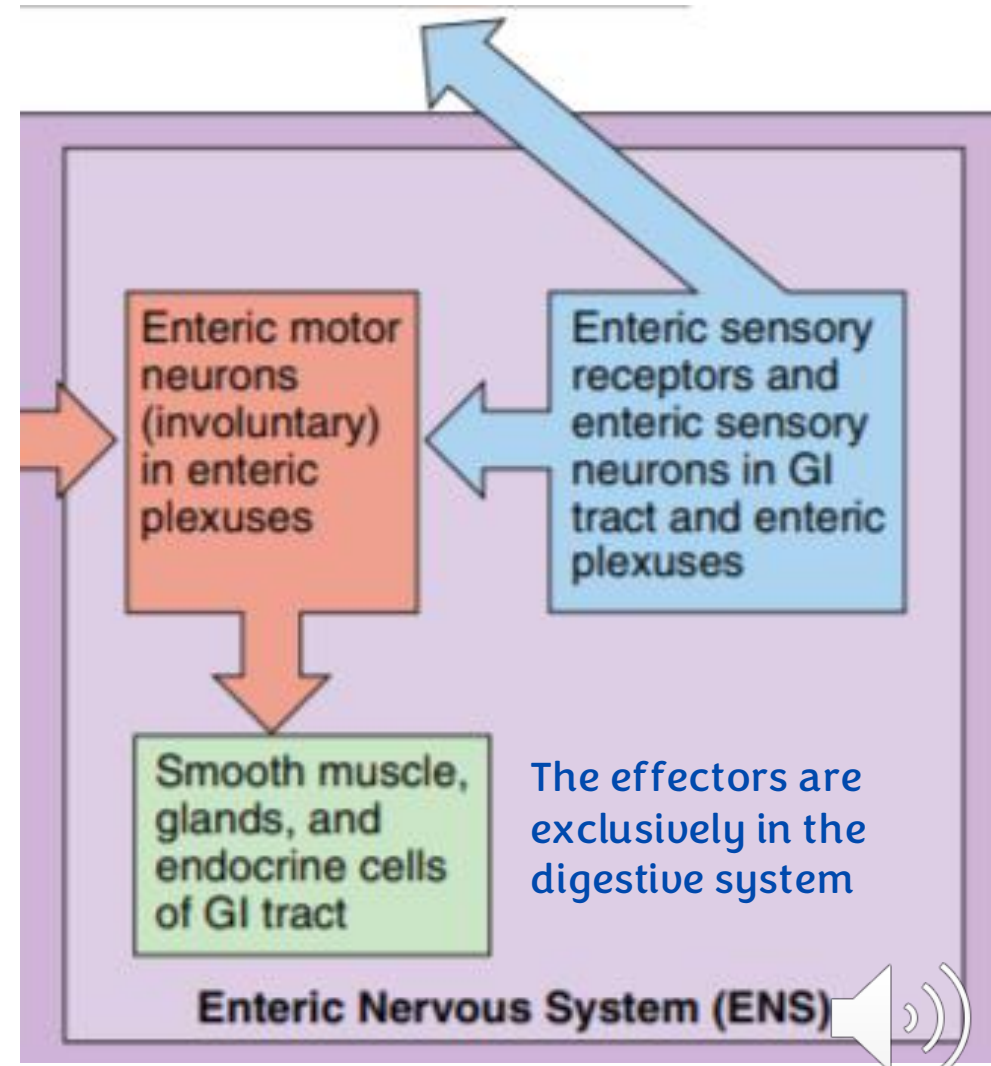 Enteric motor
neurons
(involuntary)
in enteric
plexuses
Enteric sensory
receptors and
enteric sensory
neurons in GI
tract and enteric
plexuses
Smooth muscle,
glands, and
endocrine cells
of GI tract
The effectors are
exclusively in the
digestive system
Enteric Nervous System (ENS)